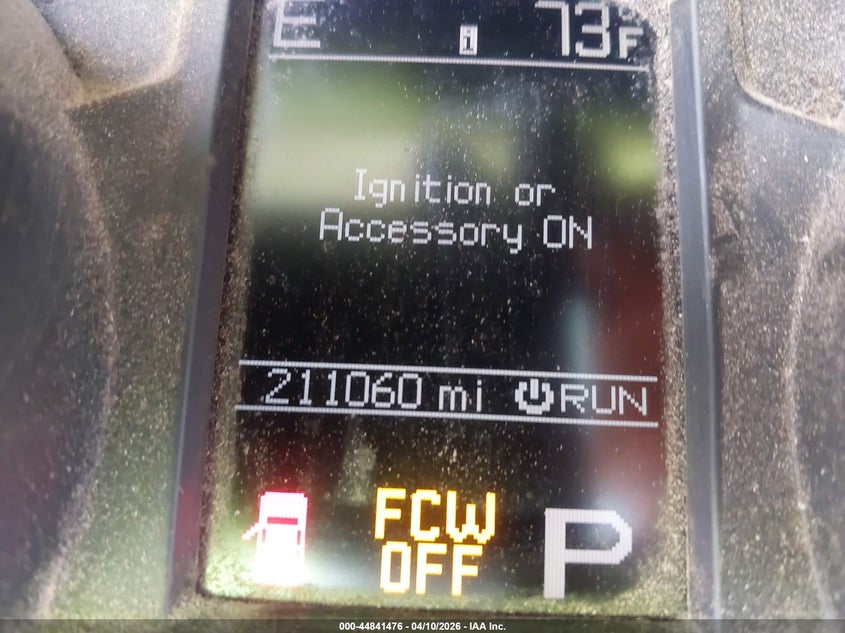 E i 73°F
Ignition or
Accessory ON
211060 mi RUN
FCW
OFF P
000-44841476 - 04/10/2026 - IAA Inc.